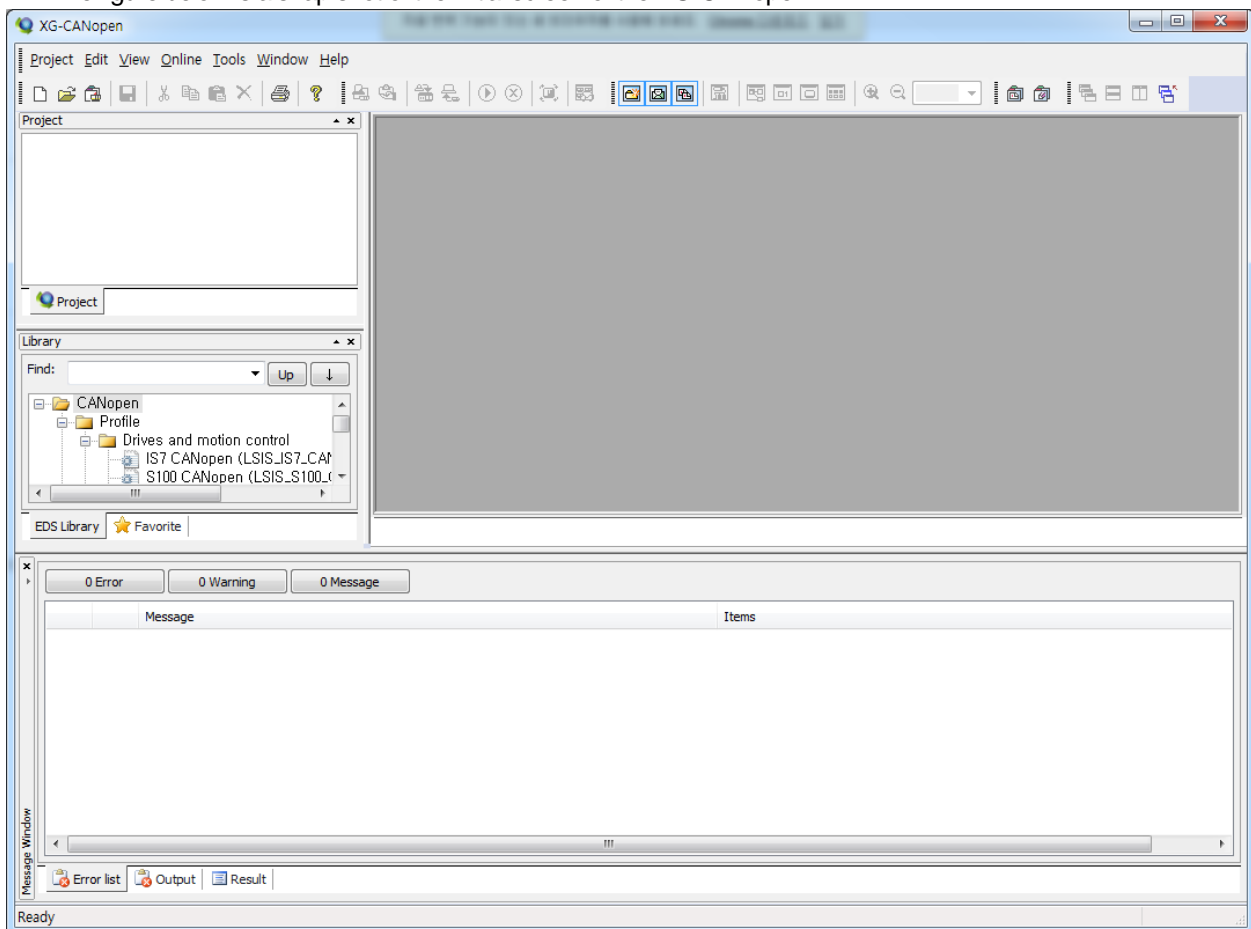 XG-CANopen
Project Edit View Online Tools Window Help
Project
Project
Library
Find:
Up ↓
CANopen
Profile
Drives and motion control
IS7 CANopen (LSIS_IS7_CAN
S100 CANopen (LSIS_S100_C
EDS Library Favorite
0 Error 0 Warning 0 Message
Message Items
Message Window
Error list Output Result
Ready